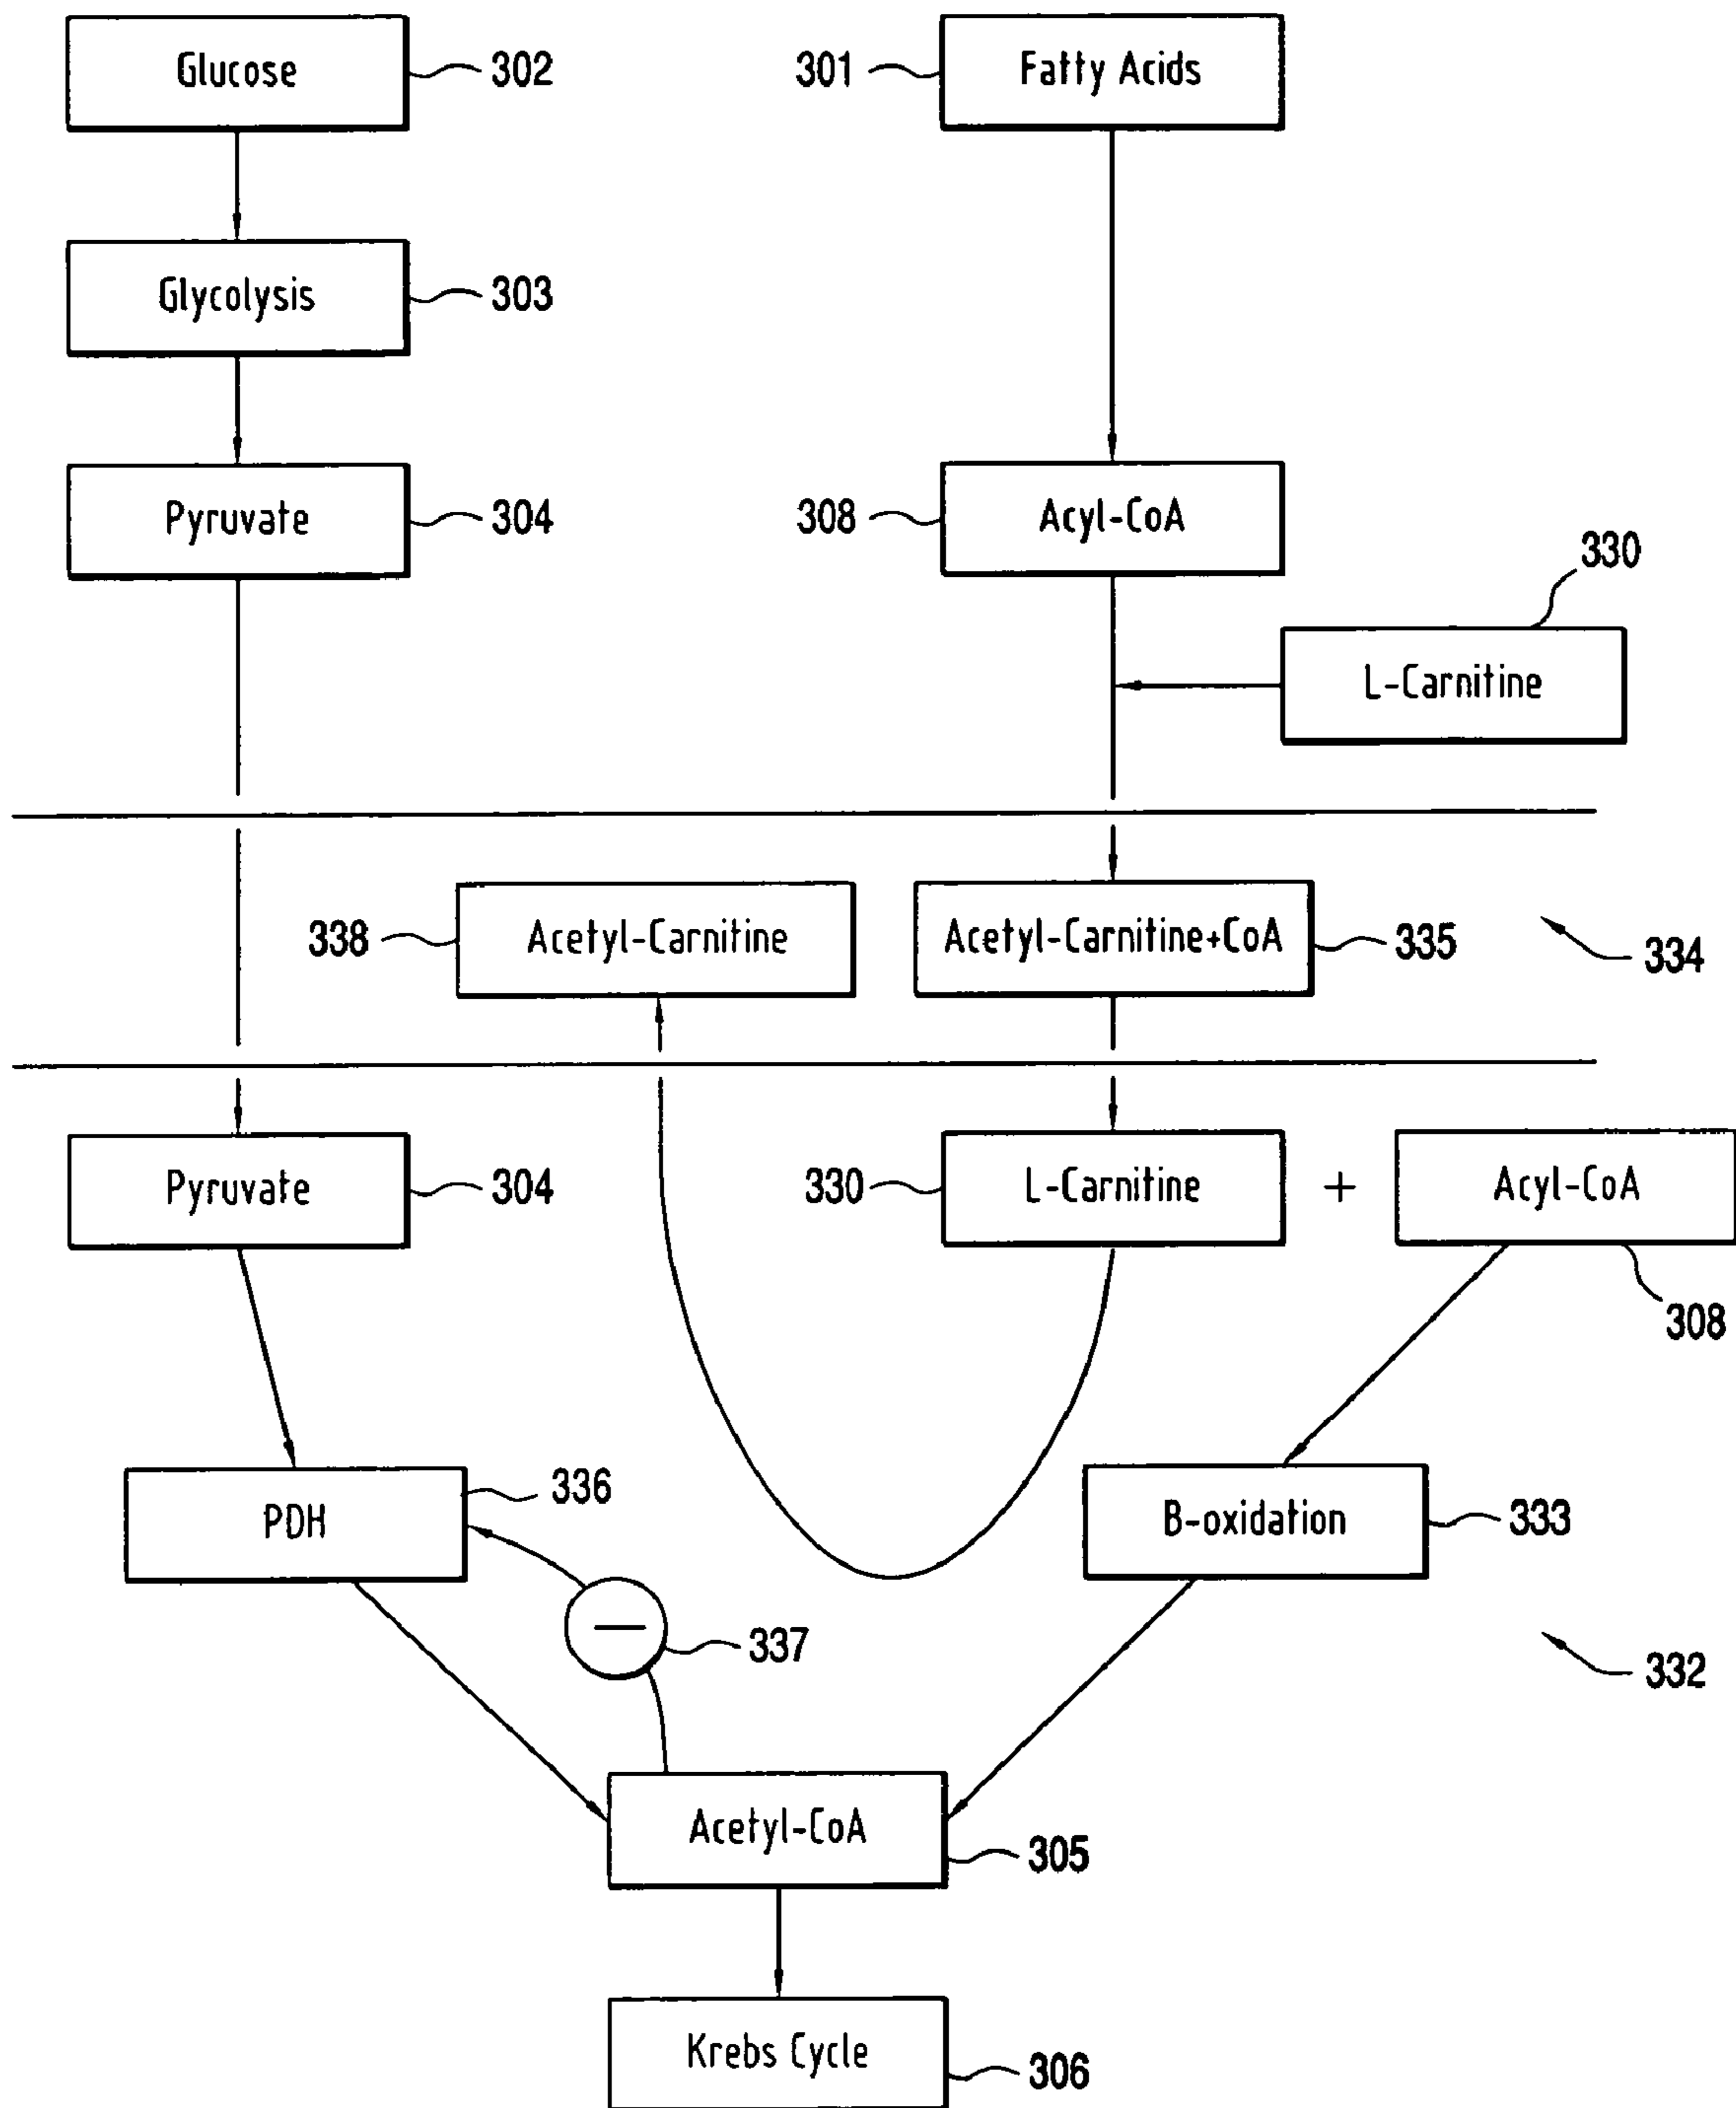 Glucose
302
301
Fatty Acids
Glycolysis
303
Pyruvate
304
308
Acyl-CoA
330
L-Carnitine
338
Acetyl-Carnitine
Acetyl-Carnitine+CoA
335
334
Pyruvate
304
330
L-Carnitine
+
Acyl-CoA
308
PDH
336
B-oxidation
333
—
337
332
Acetyl-CoA
305
Krebs Cycle
306